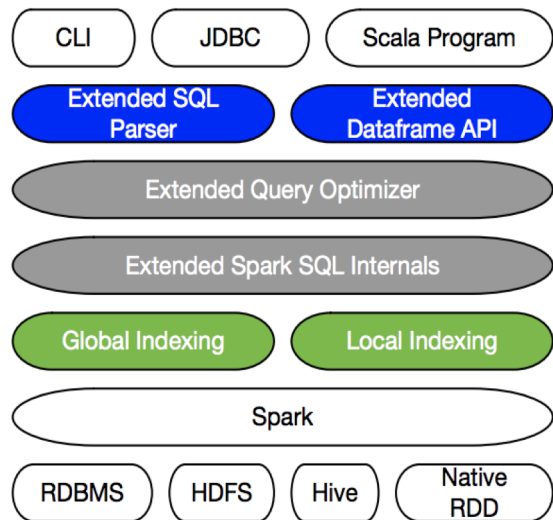 CLI JDBC Scala Program
Extended SQL Parser
Extended Dataframe API
Extended Query Optimizer
Extended Spark SQL Internals
Global Indexing Local Indexing
Spark
RDBMS HDFS Hive Native RDD